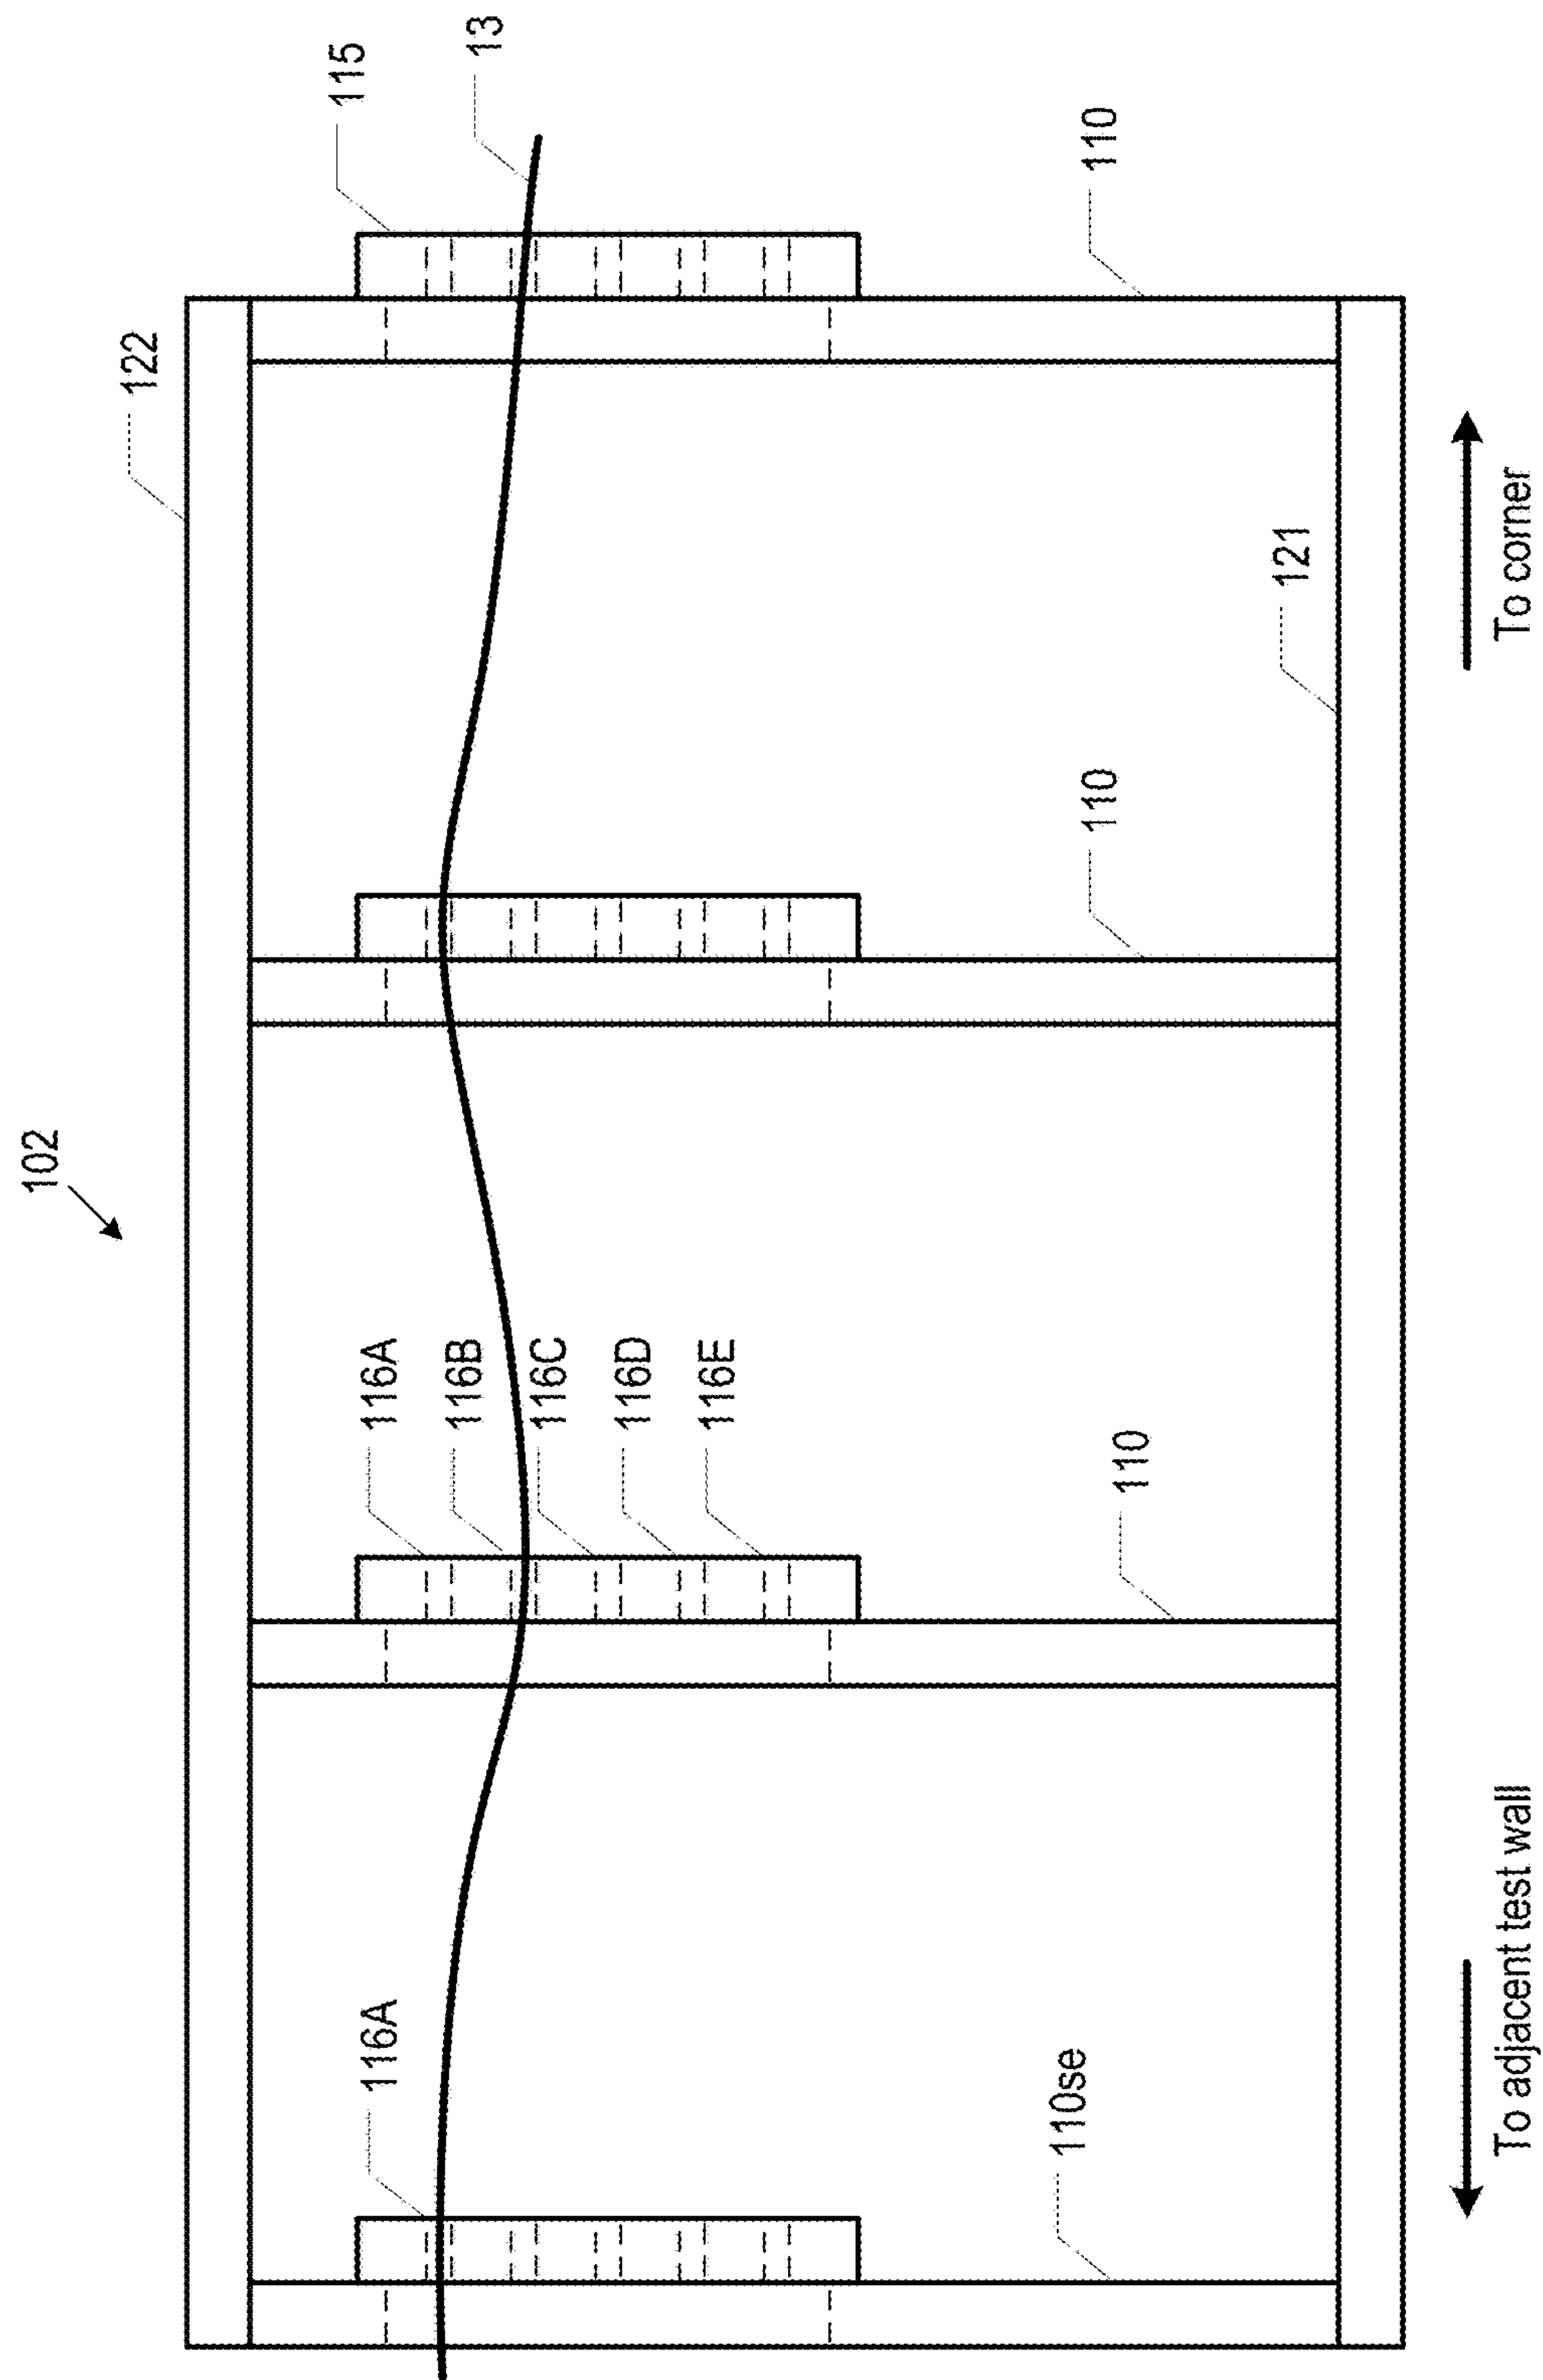 102
122
115
13
116A
116A
116B
116C
116D
116E
110se
110
110
110
121
To adjacent test wall
To corner